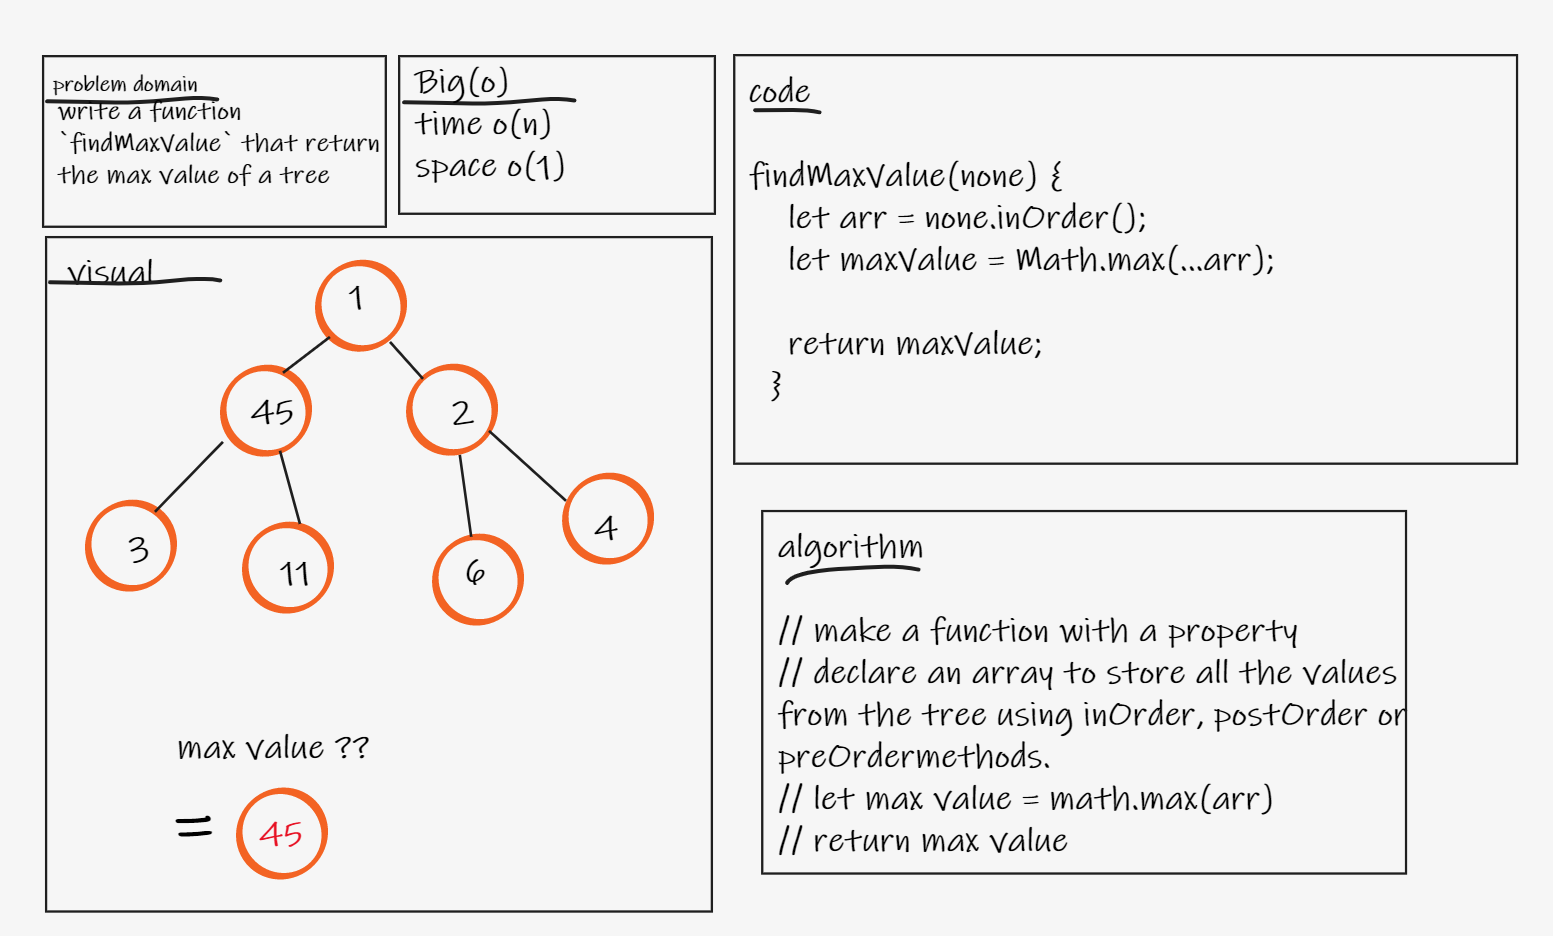 problem domain
write a function
`findMaxValue` that return
the max value of a tree
Big(o)
time o(n)
space o(1)
code
findMaxValue(none) {
let arr = none.inOrder();
let maxValue = Math.max(...arr);
return maxValue;
}
visual
1
45
2
3
11
6
4
max value ??
= 45
algorithm
// make a function with a property
// declare an array to store all the values
from the tree using inOrder, postOrder or
preOrdermethods.
// let max value = math.max(arr)
// return max value